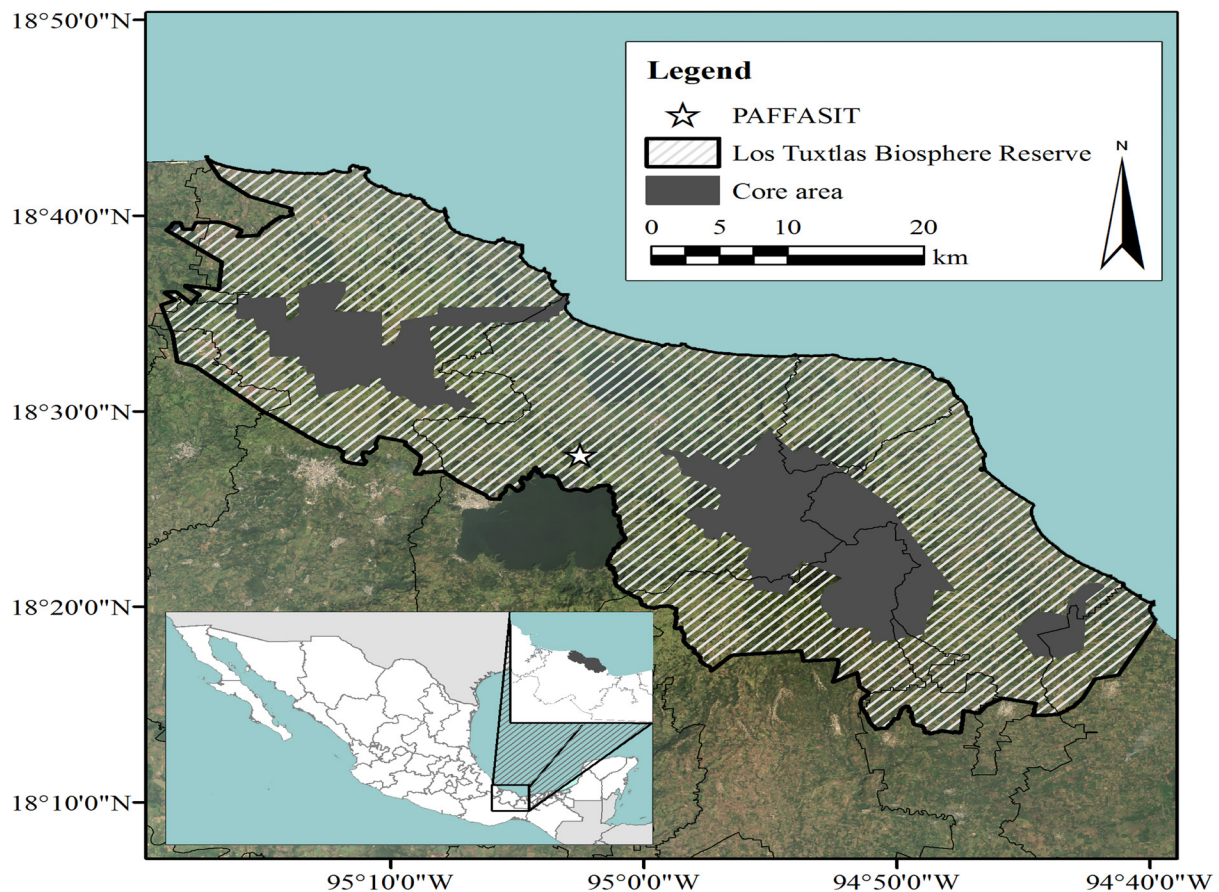 18°50'0"N
Legend
PAFFASIT
Los Tuxtlas Biosphere Reserve
Core area
0 5 10 20
km
N
18°40'0"N
18°30'0"N
18°20'0"N
18°10'0"N
95°10'0"W 95°0'0"W 94°50'0"W 94°40'0"W